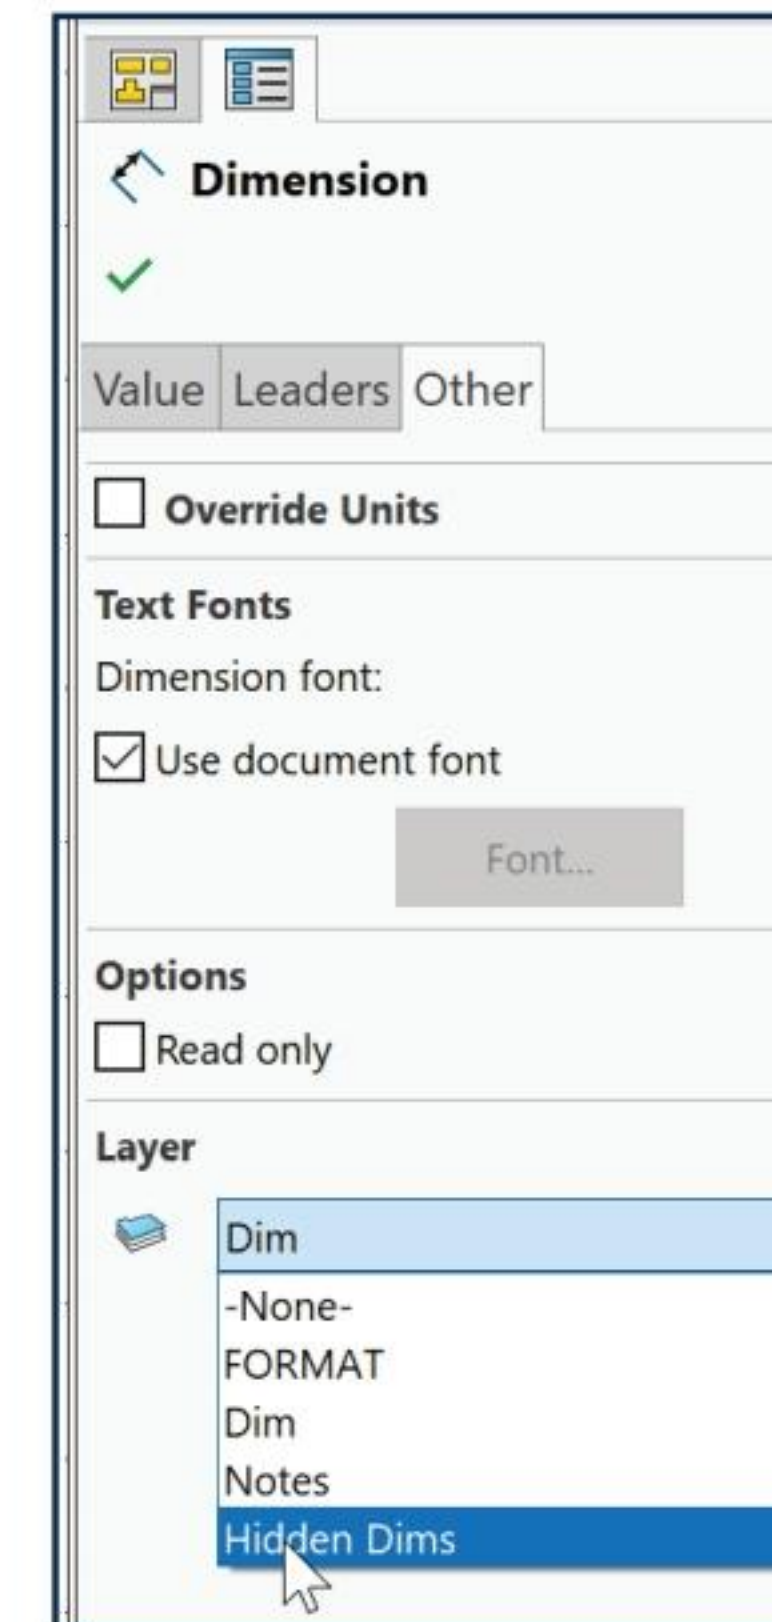 Dimension
Value Leaders Other
Override Units
Text Fonts
Dimension font:
Use document font
Font...
Options
Read only
Layer
Dim
-None-
FORMAT
Dim
Notes
Hidden Dims